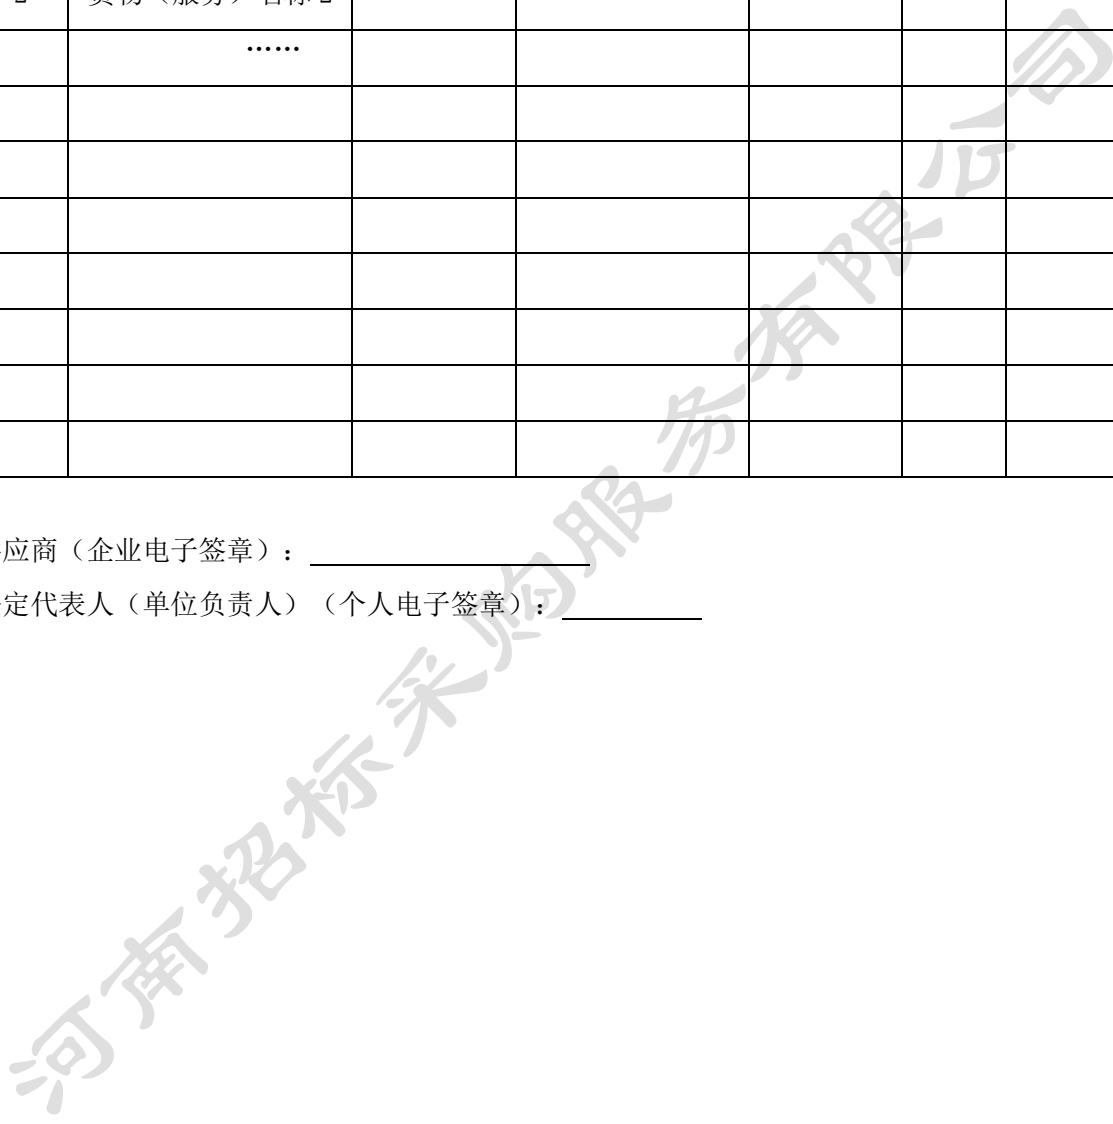 2 货物（服务）名称 2
……
应商（企业电子签章）：
定代表人（单位负责人）（个人电子签章）：
河南招标采购服务有限公司